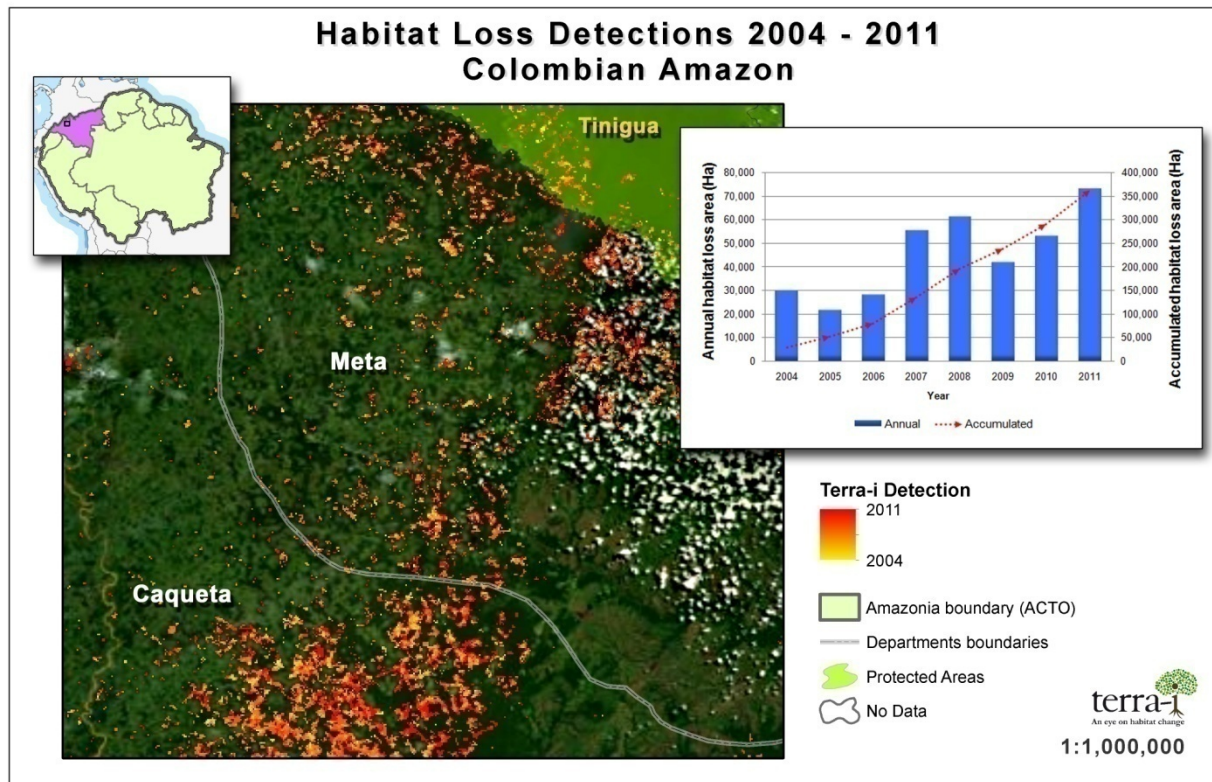 Habitat Loss Detections 2004 - 2011
Colombian Amazon
Tinigua
Meta
Caqueta
Annual habitat loss area (Ha)
80,000
70,000
60,000
50,000
40,000
30,000
20,000
10,000
0
400,000
350,000
300,000
250,000
200,000
150,000
100,000
50,000
0
Accumulated habitat loss area (Ha)
2004 2005 2006 2007 2008 2009 2010 2011
Year
Annual Accumulated
Terra-i Detection
2011
2004
Amazonia boundary (ACTO)
Departments boundaries
Protected Areas
No Data
terra-i
An eye on habitat change
1:1,000,000